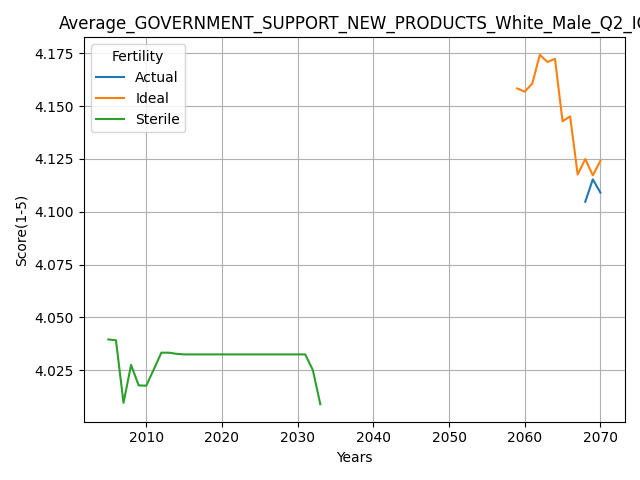 Average_GOVERNMENT_SUPPORT_NEW_PRODUCTS_White_Male_Q2_IC
Fertility
Actual
Ideal
Sterile
4.175
4.150
4.125
4.100
4.075
4.050
4.025
Score(1-5)
2010 2020 2030 2040 2050 2060 2070
Years